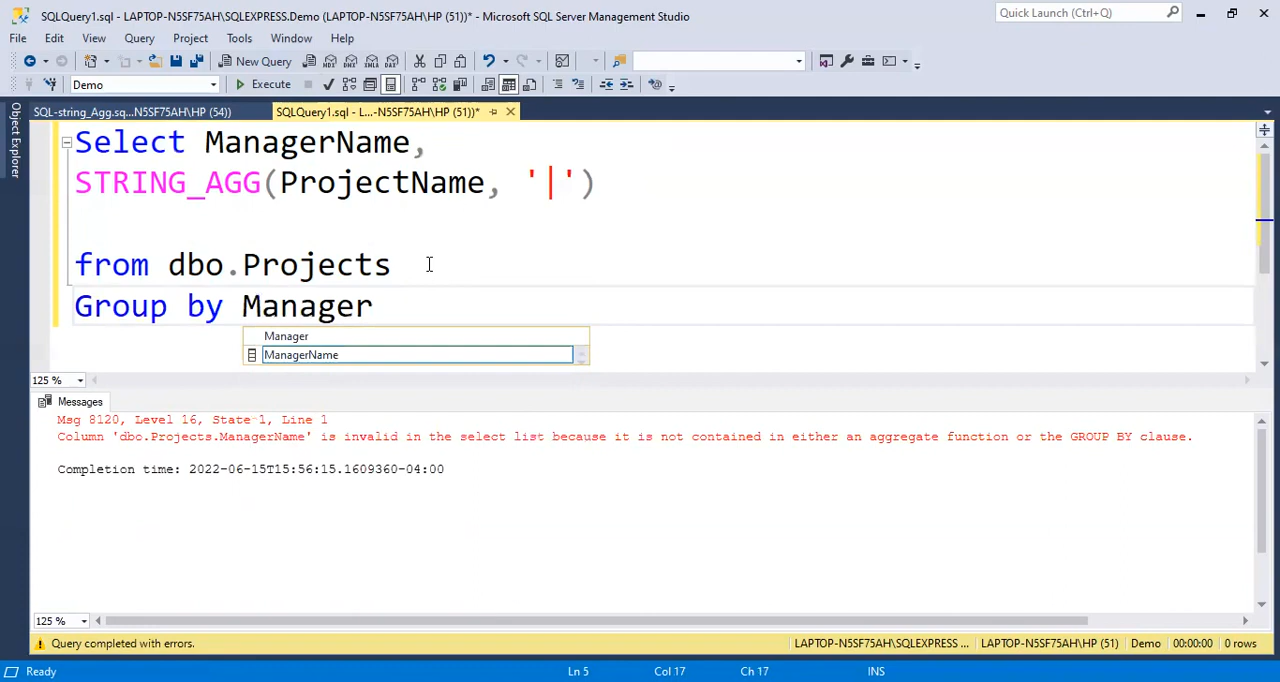 SQLQuery1.sql - LAPTOP-N5SF75AH\SQLEXPRESS.Demo (LAPTOP-N5SF75AH\HP (51))* - Microsoft SQL Server Management Studio
Quick Launch (Ctrl+Q)
File Edit View Query Project Tools Window Help
New Query
MDX DMX XMLA DAX
Demo
Execute
SQL-string_Agg.sq...N5SF75AH\HP (54))
SQLQuery1.sql - L...-N5SF75AH\HP (51))*
Object Explorer
Select ManagerName,
STRING_AGG(ProjectName, '|')
from dbo.Projects
Group by Manager
Manager
ManagerName
125 %
Messages
Msg 8120, Level 16, State 1, Line 1
Column 'dbo.Projects.ManagerName' is invalid in the select list because it is not contained in either an aggregate function or the GROUP BY clause.
Completion time: 2022-06-15T15:56:15.1609360-04:00
125 %
Query completed with errors.
LAPTOP-N5SF75AH\SQLEXPRESS ... LAPTOP-N5SF75AH\HP (51) Demo 00:00:00 0 rows
Ready
Ln 5 Col 17 Ch 17 INS